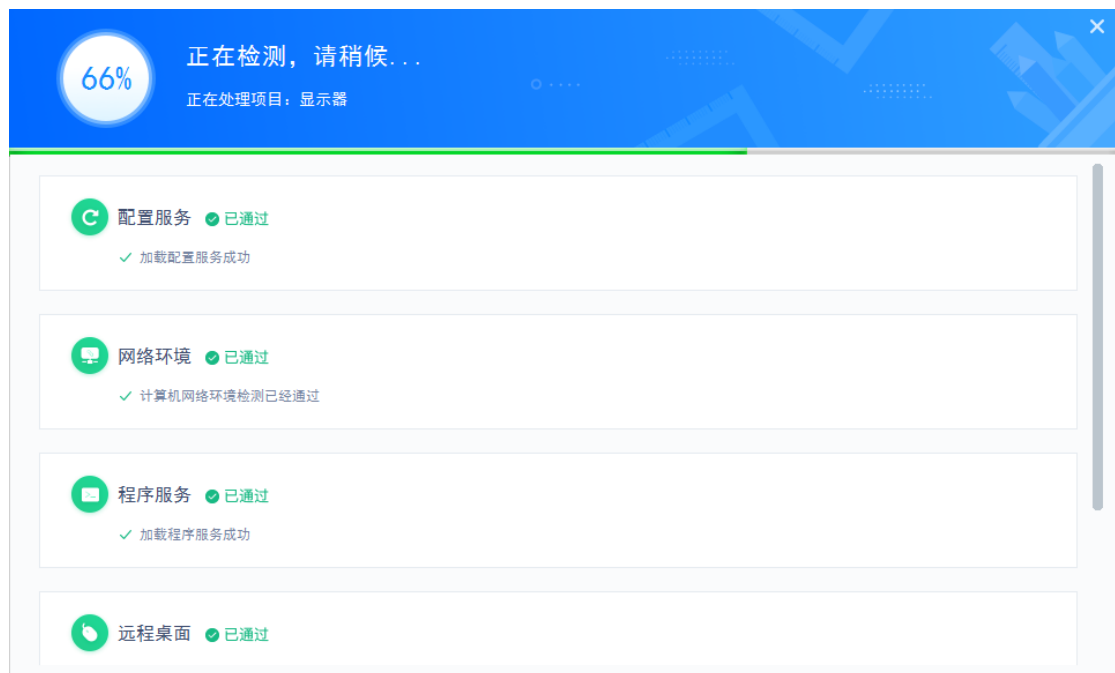 66%
正在检测，请稍候...
正在处理项目：显示器
配置服务 已通过
加载配置服务成功
网络环境 已通过
计算机网络环境检测已经通过
程序服务 已通过
加载程序服务成功
远程桌面 已通过